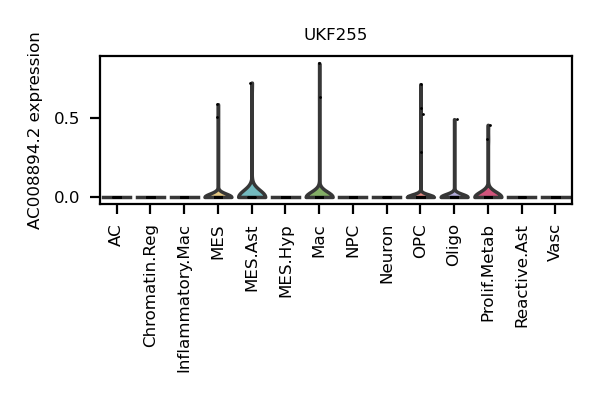 UKF255
AC008894.2 expression
0.5
0.0
AC
Chromatin.Reg
Inflammatory.Mac
MES
MES.Ast
MES.Hyp
Mac
NPC
Neuron
OPC
Oligo
Prolif.Metab
Reactive.Ast
Vasc